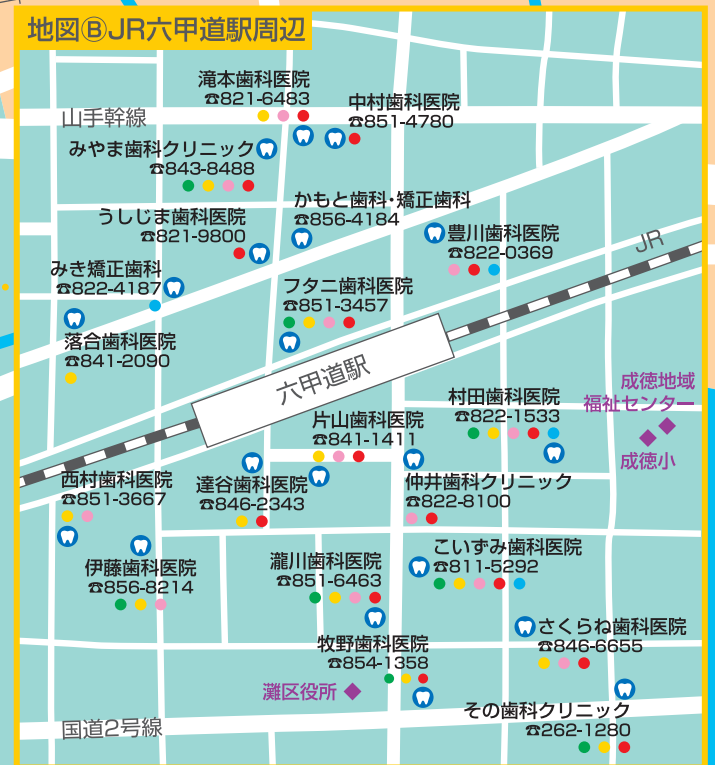 地図ⒷJR六甲道駅周辺
滝本歯科医院
☎821-6483
中村歯科医院
☎851-4780
山手幹線
みやま歯科クリニック
☎843-8488
かもと歯科・矯正歯科
☎856-4184
うしじま歯科医院
☎821-9800
豊川歯科医院
☎822-0369
JR
みき矯正歯科
☎822-4187
フタニ歯科医院
☎851-3457
落合歯科医院
☎841-2090
六甲道駅
成徳地域
福祉センター
成徳小
村田歯科医院
☎822-1533
片山歯科医院
☎841-1411
西村歯科医院
☎851-3667
達谷歯科医院
☎846-2343
仲井歯科クリニック
☎822-8100
伊藤歯科医院
☎856-8214
瀧川歯科医院
☎851-6463
こいずみ歯科医院
☎811-5292
さくらね歯科医院
☎846-6655
牧野歯科医院
☎854-1358
灘区役所
その歯科クリニック
☎262-1280
国道2号線